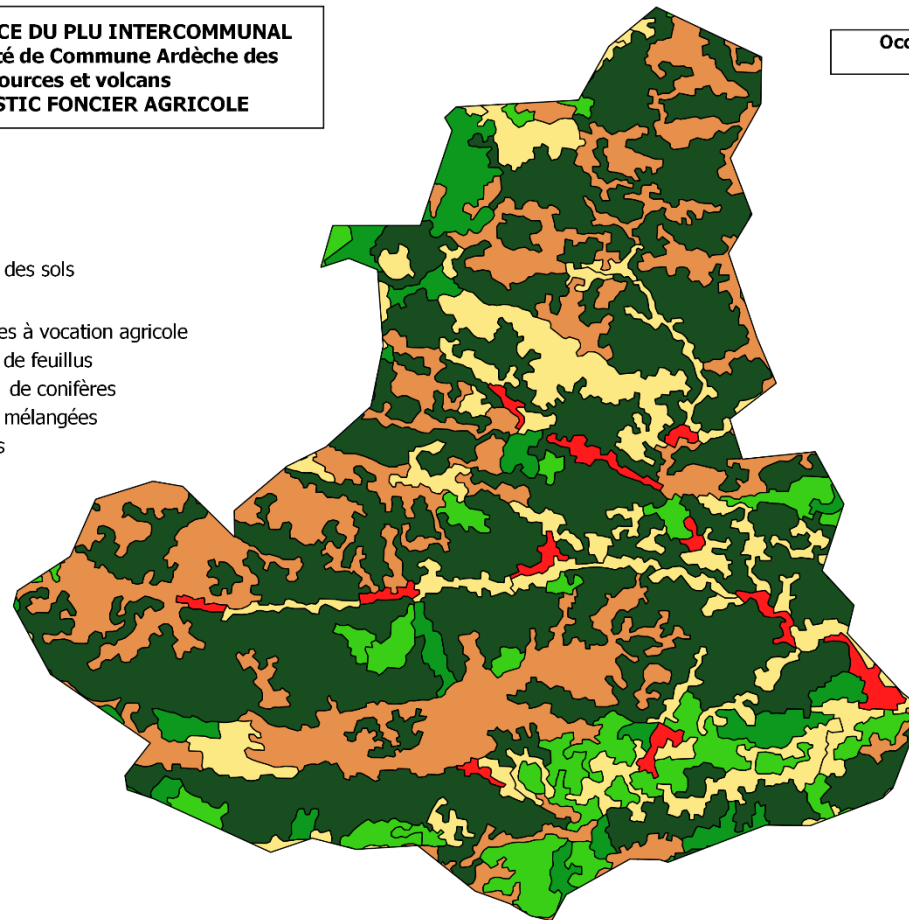 CE DU PLU INTERCOMMUNAL
té de Commune Ardèche des
ources et volcans
STIC FONCIER AGRICOLE
Occ
des sols
es à vocation agricole
de feuillus
de conifères
mélangées
s